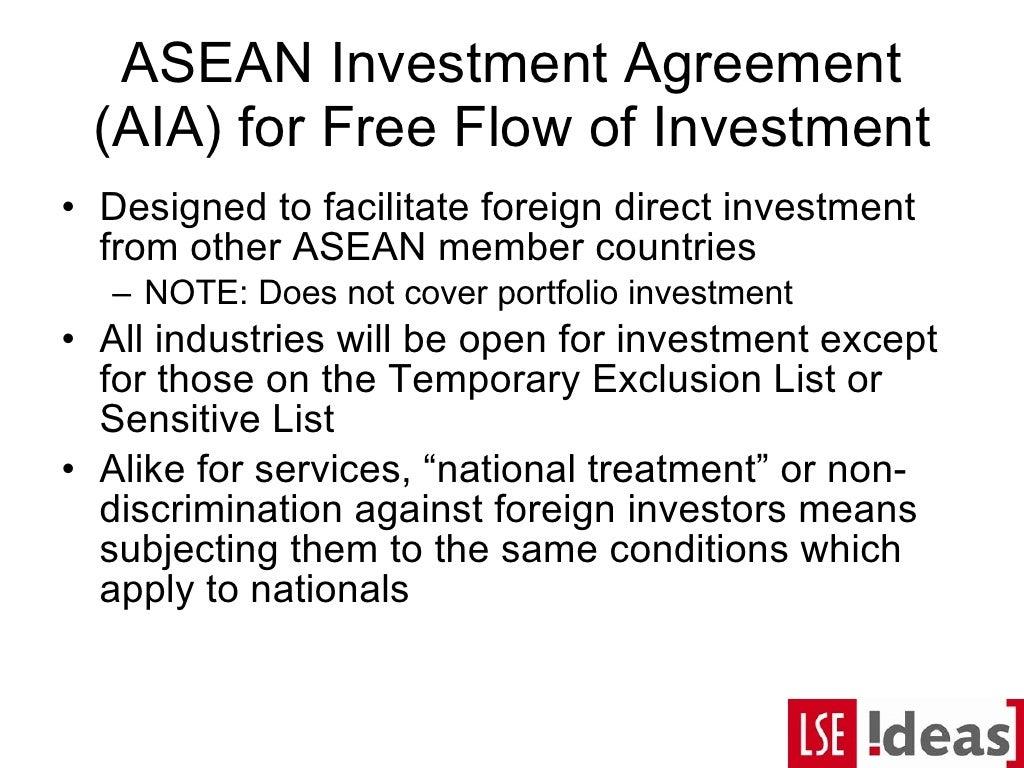 ASEAN Investment Agreement
(AIA) for Free Flow of Investment
• Designed to facilitate foreign direct investment
from other ASEAN member countries
– NOTE: Does not cover portfolio investment
• All industries will be open for investment except
for those on the Temporary Exclusion List or
Sensitive List
• Alike for services, “national treatment” or non-
discrimination against foreign investors means
subjecting them to the same conditions which
apply to nationals
LSE !deas]